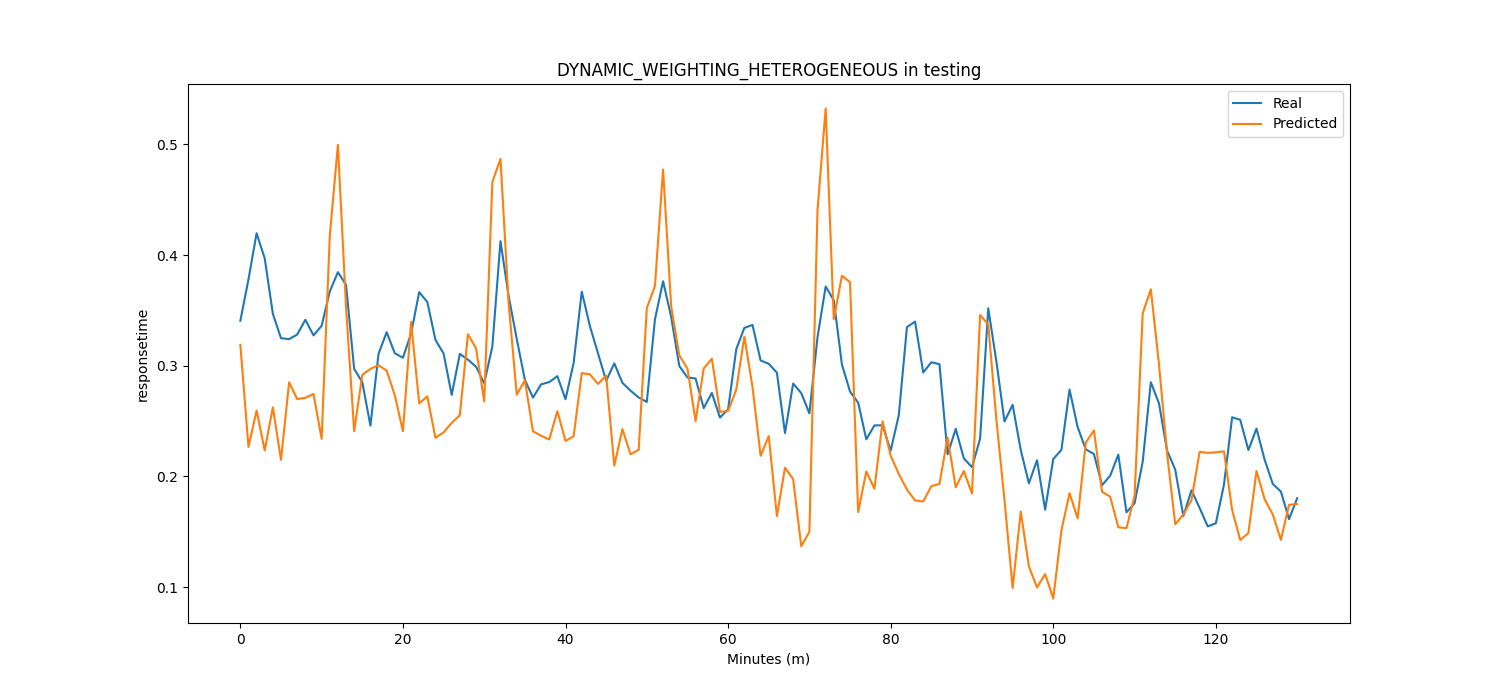 DYNAMIC_WEIGHTING_HETEROGENEOUS in testing
Real
Predicted
responsetime
0.5
0.4
0.3
0.2
0.1
0 20 40 60 80 100 120
Minutes (m)